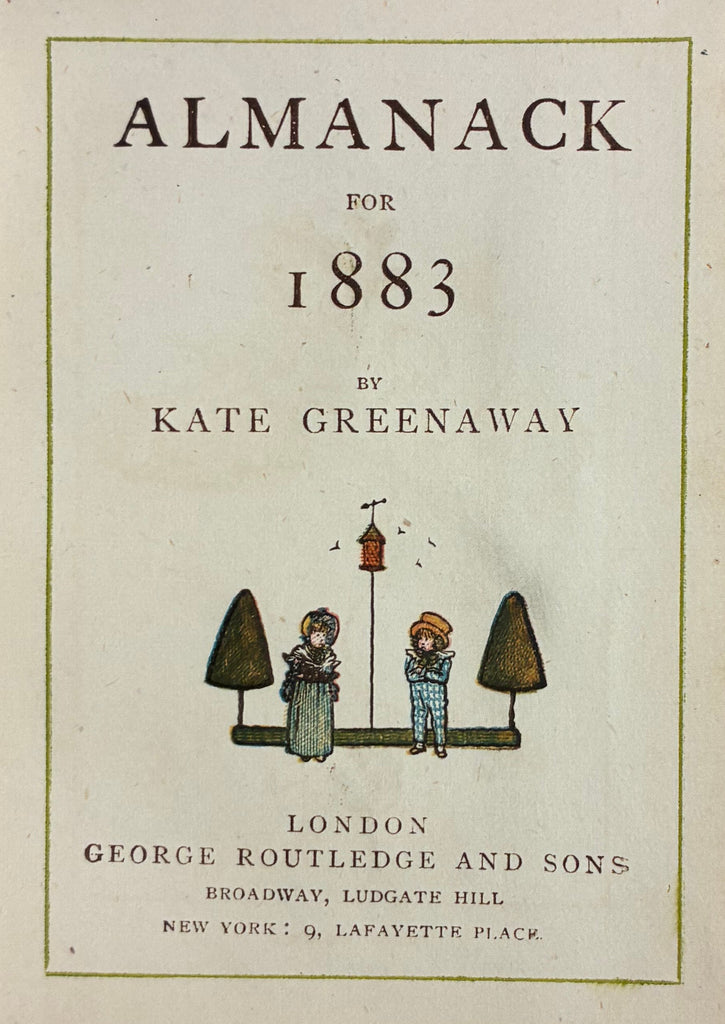 ALMANACK
FOR
1883
BY
KATE GREENAWAY
LONDON
GEORGE ROUTLEDGE AND SONS
BROADWAY, LUDGATE HILL
NEW YORK: 9, LAFAYETTE PLACE.